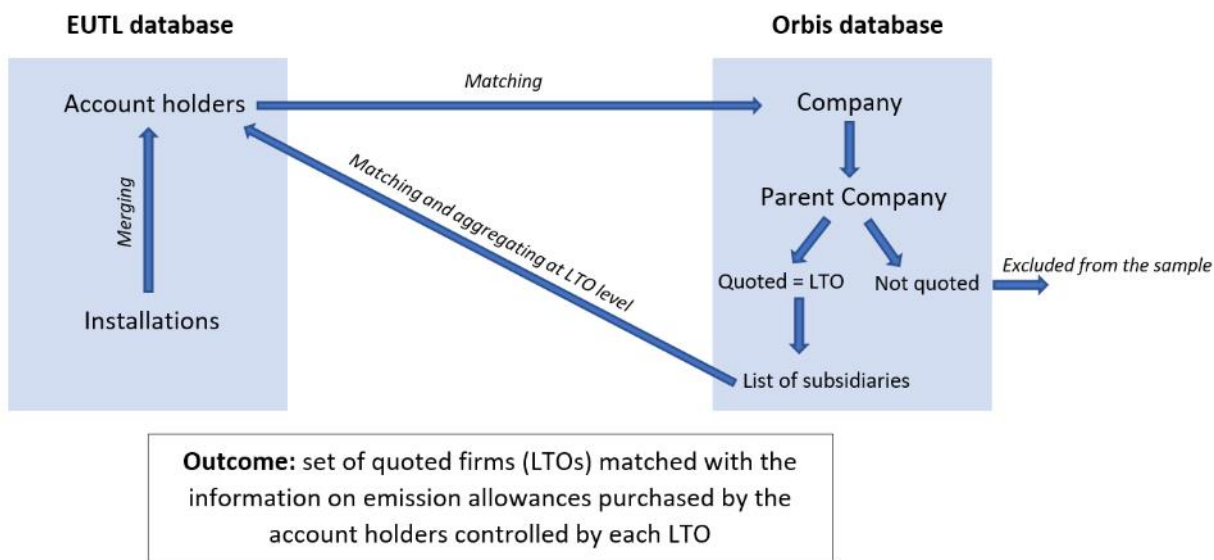 EUTL database
Orbis database
Matching
Account holders
Company
Merging
Matching and aggregating at LTO level
Parent Company
Excluded from the sample
Quoted = LTO
Not quoted
Installations
List of subsidiaries
Outcome: set of quoted firms (LTOs) matched with the
information on emission allowances purchased by the
account holders controlled by each LTO